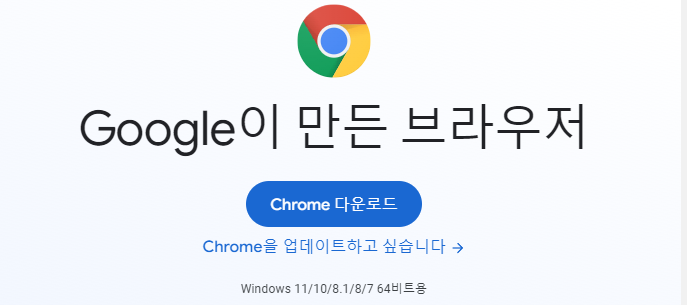 Google이 만든 브라우저
Chrome 다운로드
Chrome을 업데이트하고 싶습니다 →
Windows 11/10/8.1/8/7 64비트용